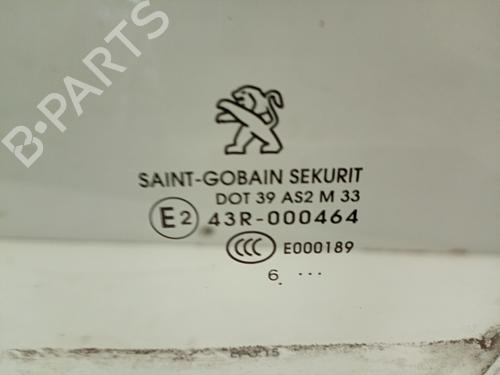 B-PARTS
SAINT-GOBAIN SEKURIT
DOT 39 AS2 M 33
E2 43R-000464
CCC E000189
6. ...